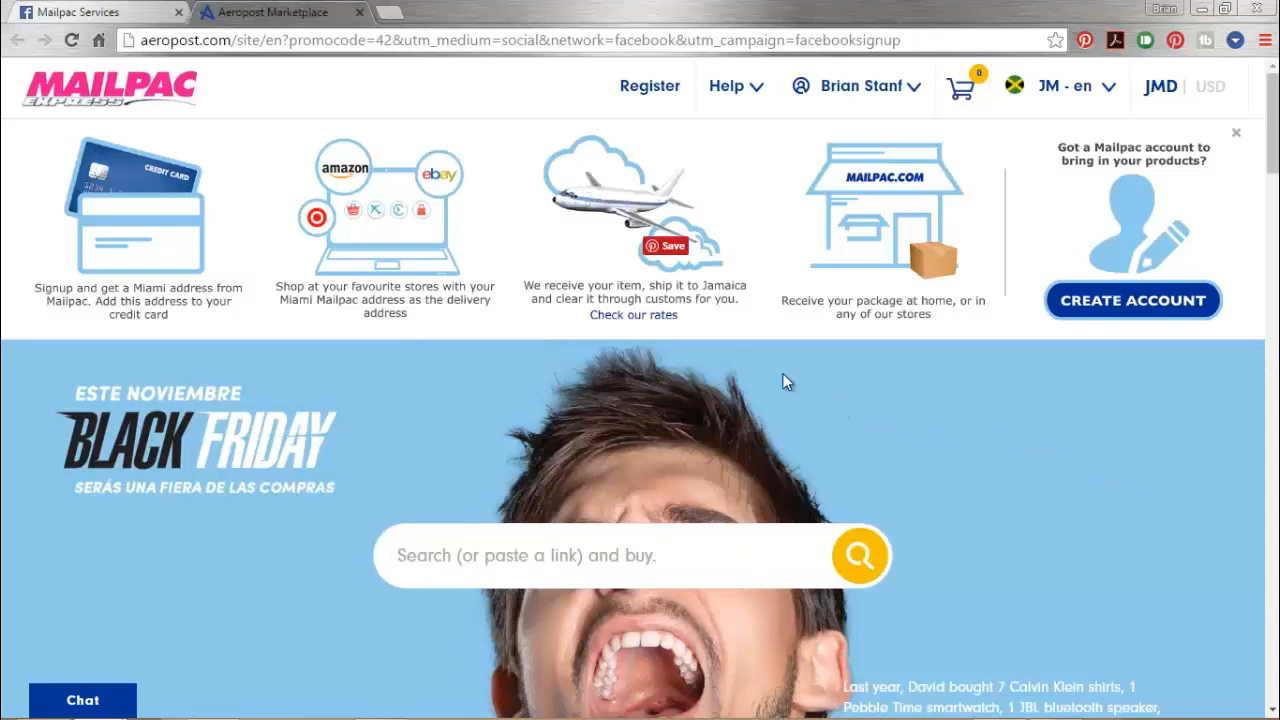 Mailpac Services
Aeropost Marketplace
Brian
aeropost.com/site/en?promocode=42&utm_medium=social&network=facebook&utm_campaign=facebooksignup
MAILPAC
EXPRESS
Register
Help
Brian Stanf
0
JM - en
JMD | USD
CREDIT CARD
Signup and get a Miami address from
Mailpac. Add this address to your
credit card
amazon
ebay
Shop at your favourite stores with your
Miami Mailpac address as the delivery
address
Save
We receive your item, ship it to Jamaica
and clear it through customs for you.
Check our rates
MAILPAC.COM
Receive your package at home, or in
any of our stores
Got a Mailpac account to
bring in your products?
CREATE ACCOUNT
ESTE NOVIEMBRE
BLACK FRIDAY
SERÁS UNA FIERA DE LAS COMPRAS
Search (or paste a link) and buy.
Chat
Last year, David bought 7 Calvin Klein shirts, 1
Pebble Time smartwatch, 1 JBL bluetooth speaker,